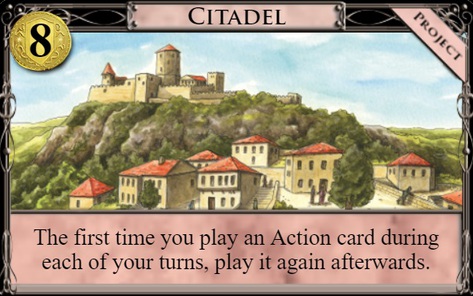 CITADEL
8
PROJECT
The first time you play an Action card during
each of your turns, play it again afterwards.